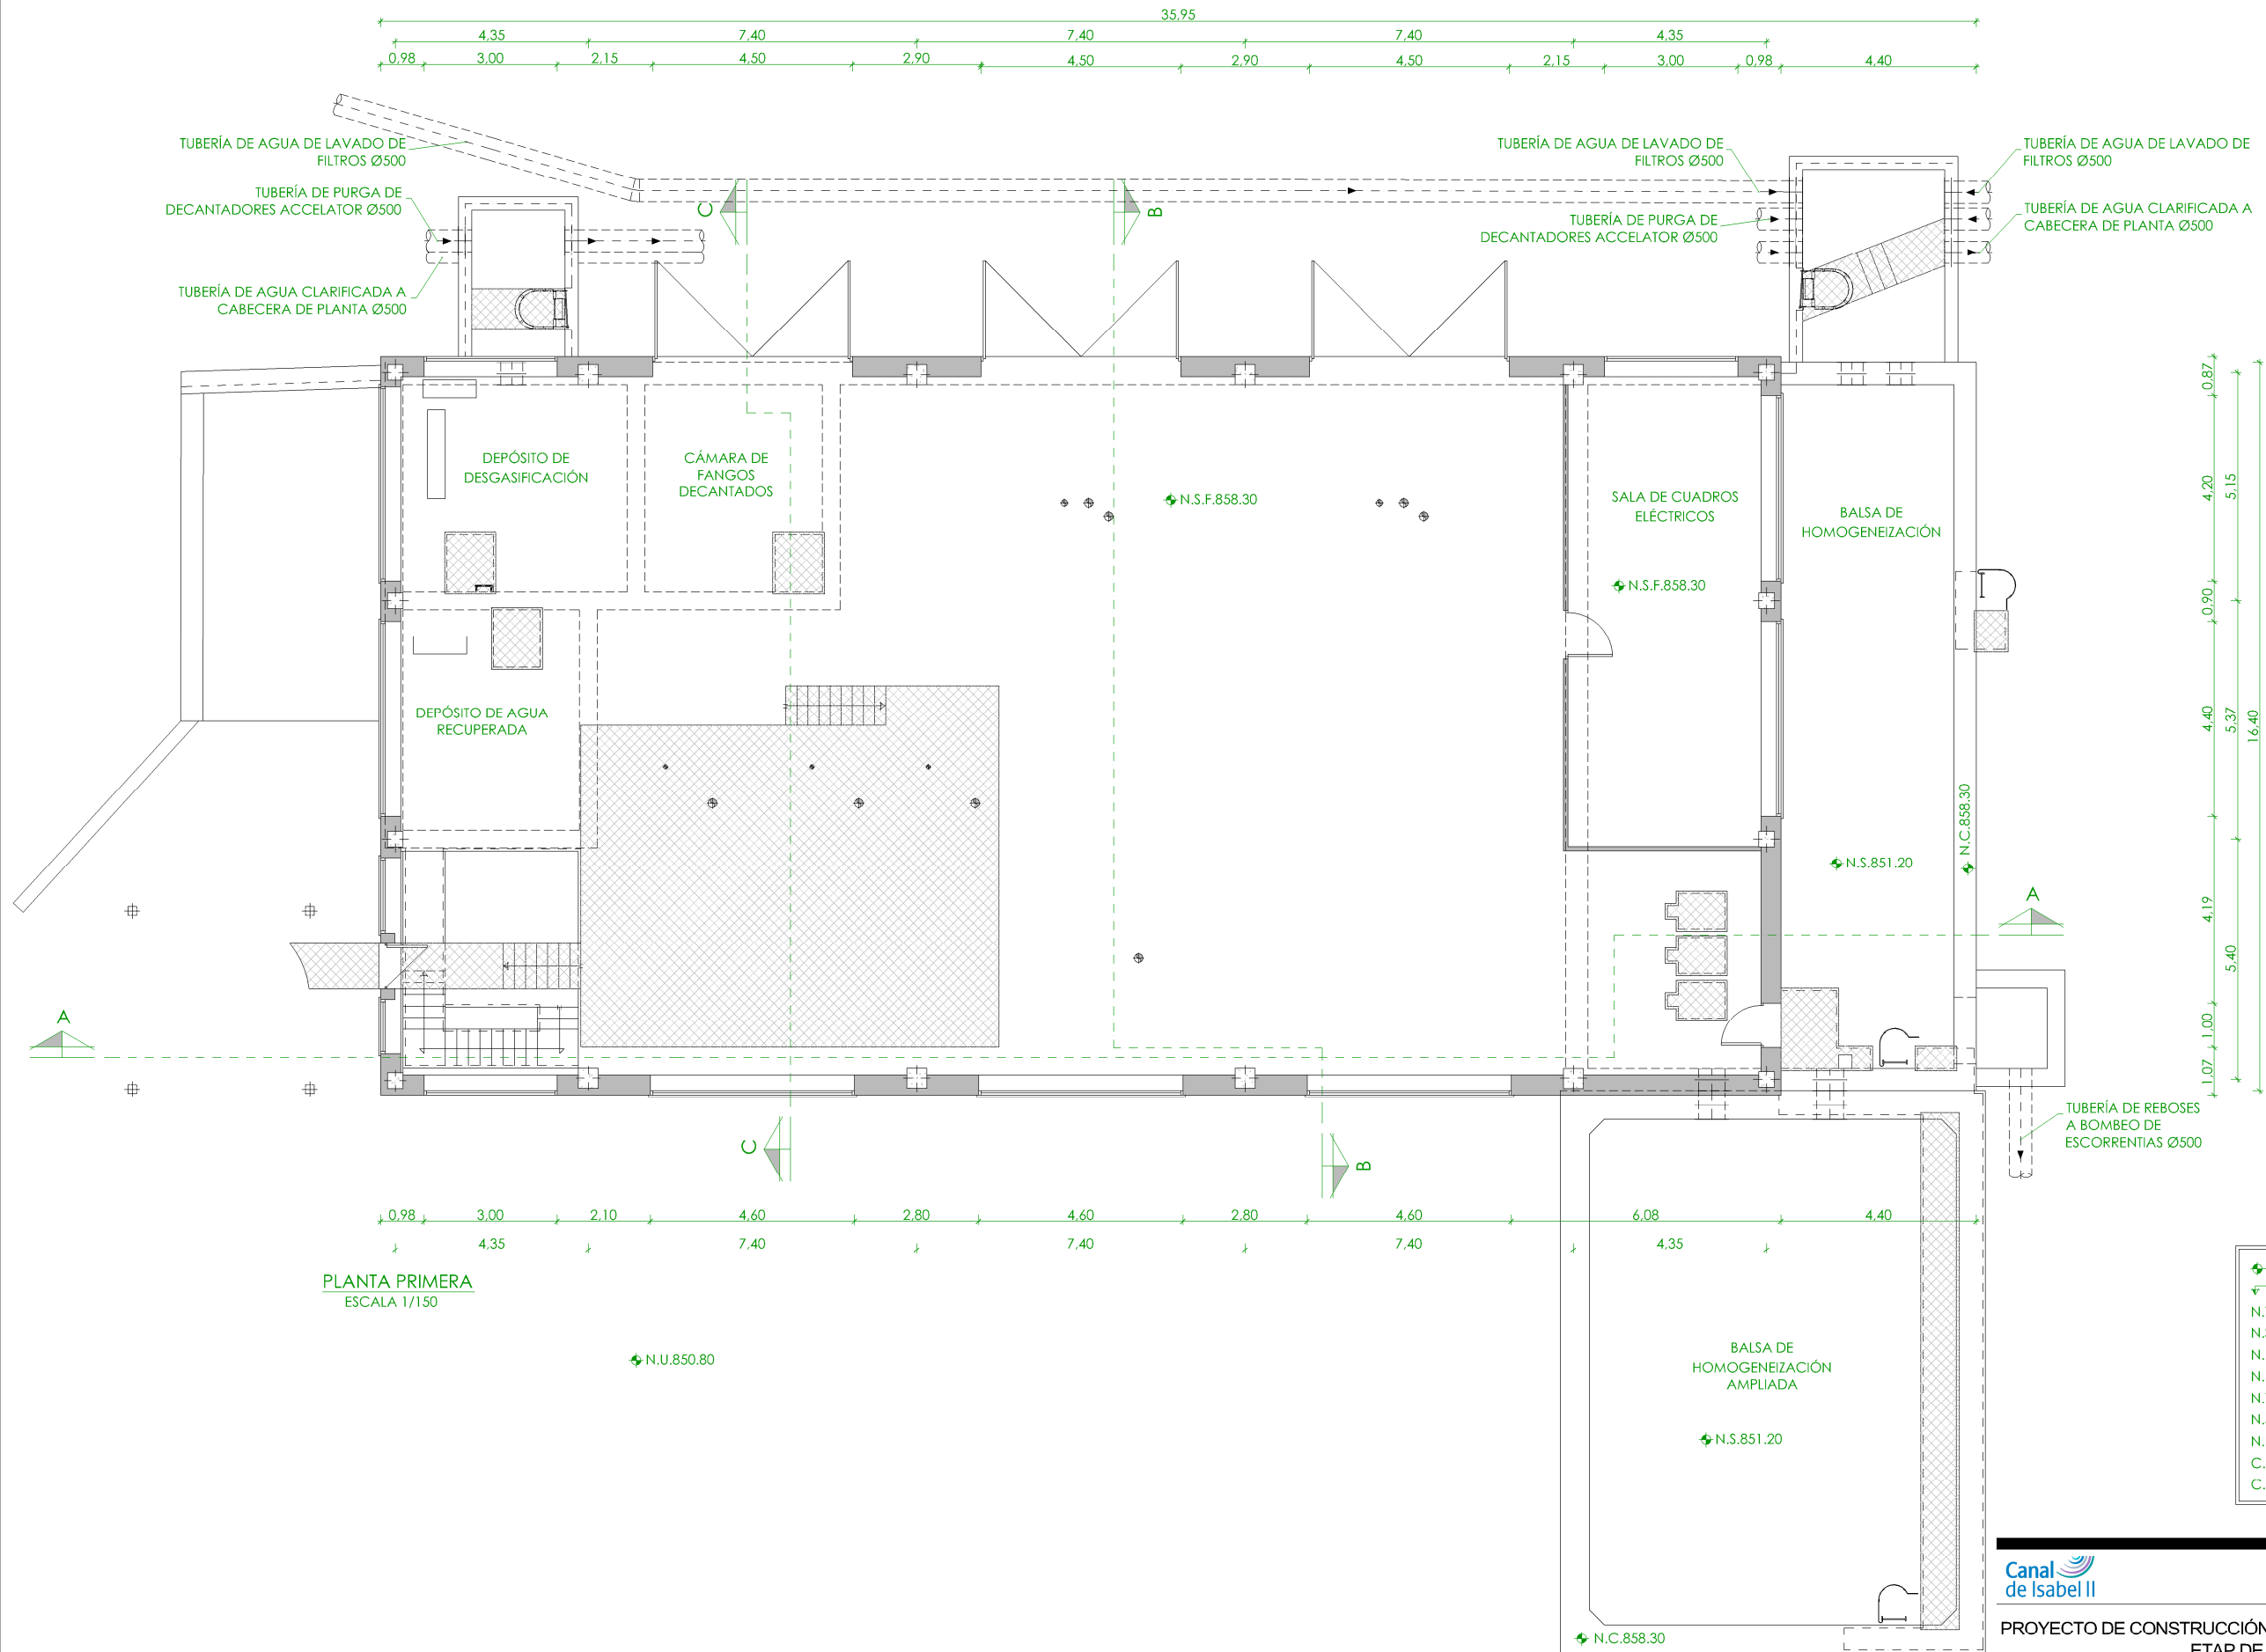 35,95
4,35 7,40 7,40 7,40 4,35
0,98 3,00 2,15 4,50 2,90 4,50 2,90 4,50 2,15 3,00 0,98 4,40
TUBERÍA DE AGUA DE LAVADO DE
FILTROS Ø500
TUBERÍA DE PURGA DE
DECANTADORES ACCELATOR Ø500
TUBERÍA DE AGUA CLARIFICADA A
CABECERA DE PLANTA Ø500
C
B
TUBERÍA DE AGUA DE LAVADO DE
FILTROS Ø500
TUBERÍA DE PURGA DE
DECANTADORES ACCELATOR Ø500
TUBERÍA DE AGUA DE LAVADO DE
FILTROS Ø500
TUBERÍA DE AGUA CLARIFICADA A
CABECERA DE PLANTA Ø500
DEPÓSITO DE
DESGASIFICACIÓN
CÁMARA DE
FANGOS
DECANTADOS
N.S.F.858.30
SALA DE CUADROS
ELÉCTRICOS
N.S.F.858.30
BALSA DE
HOMOGENEIZACIÓN
DEPÓSITO DE AGUA
RECUPERADA
N.S.851.20
N.C.858.30
0,87
4,20
0,90
4,40
4,19
1,00
1,07
5,15
5,37
5,40
16,40
A
A
C
B
TUBERÍA DE REBOSES
A BOMBEO DE
ESCORRENTIAS Ø500
0,98 3,00 2,10 4,60 2,80 4,60 2,80 4,60 6,08 4,40
4,35 7,40 7,40 7,40 4,35
PLANTA PRIMERA
ESCALA 1/150
N.U.850.80
BALSA DE
HOMOGENEIZACIÓN
AMPLIADA
N.S.851.20
N.C.858.30
N.
N.
N.
N.
N.
N.
N.
C.
C.
Canal
de Isabel II
PROYECTO DE CONSTRUCCIÓN
ETAP DE